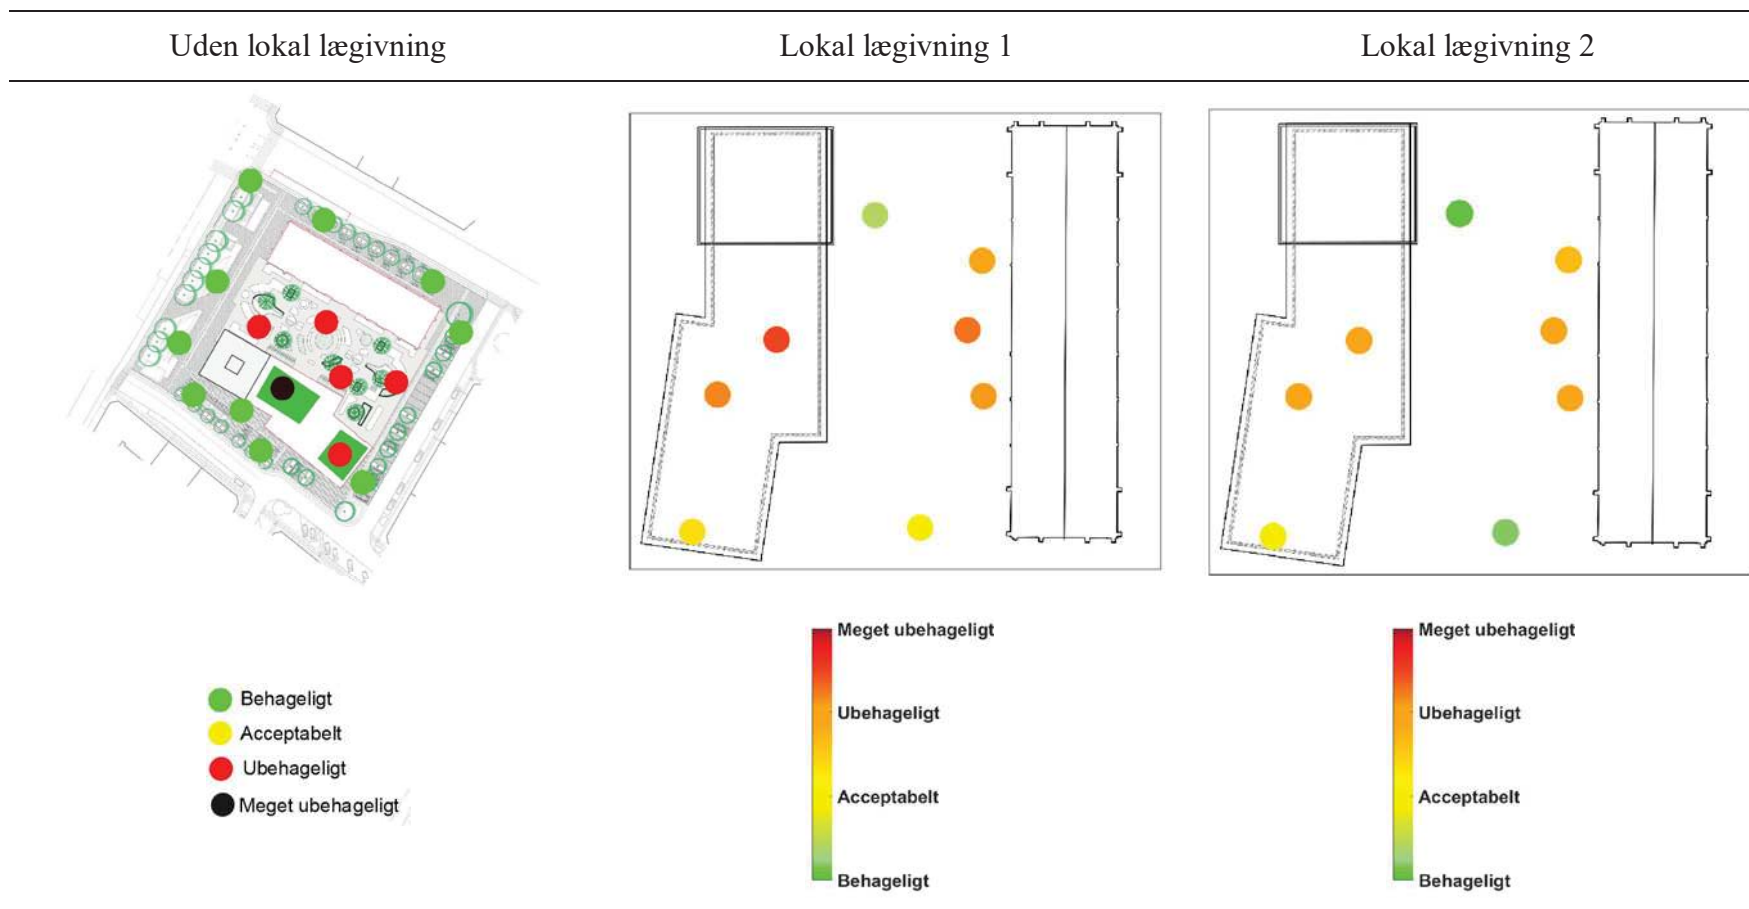 Uden lokal lægivning
Lokal lægivning 1
Lokal lægivning 2
Behageligt
Acceptabelt
Ubehageligt
Meget ubehageligt
Meget ubehageligt
Ubehageligt
Acceptabelt
Behageligt
Meget ubehageligt
Ubehageligt
Acceptabelt
Behageligt